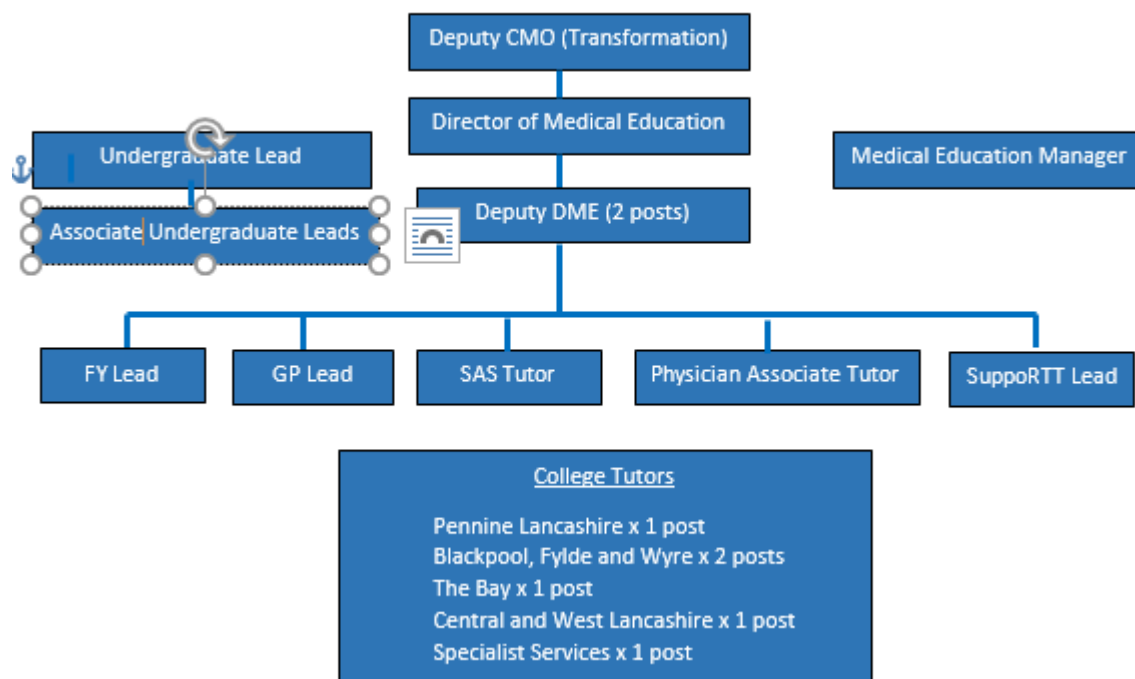 Deputy CMO (Transformation)
Director of Medical Education
Undergraduate Lead
Medical Education Manager
Associate Undergraduate Leads
Deputy DME (2 posts)
FY Lead
GP Lead
SAS Tutor
Physician Associate Tutor
SuppoRTT Lead
College Tutors
Pennine Lancashire x 1 post
Blackpool, Fylde and Wyre x 2 posts
The Bay x 1 post
Central and West Lancashire x 1 post
Specialist Services x 1 post